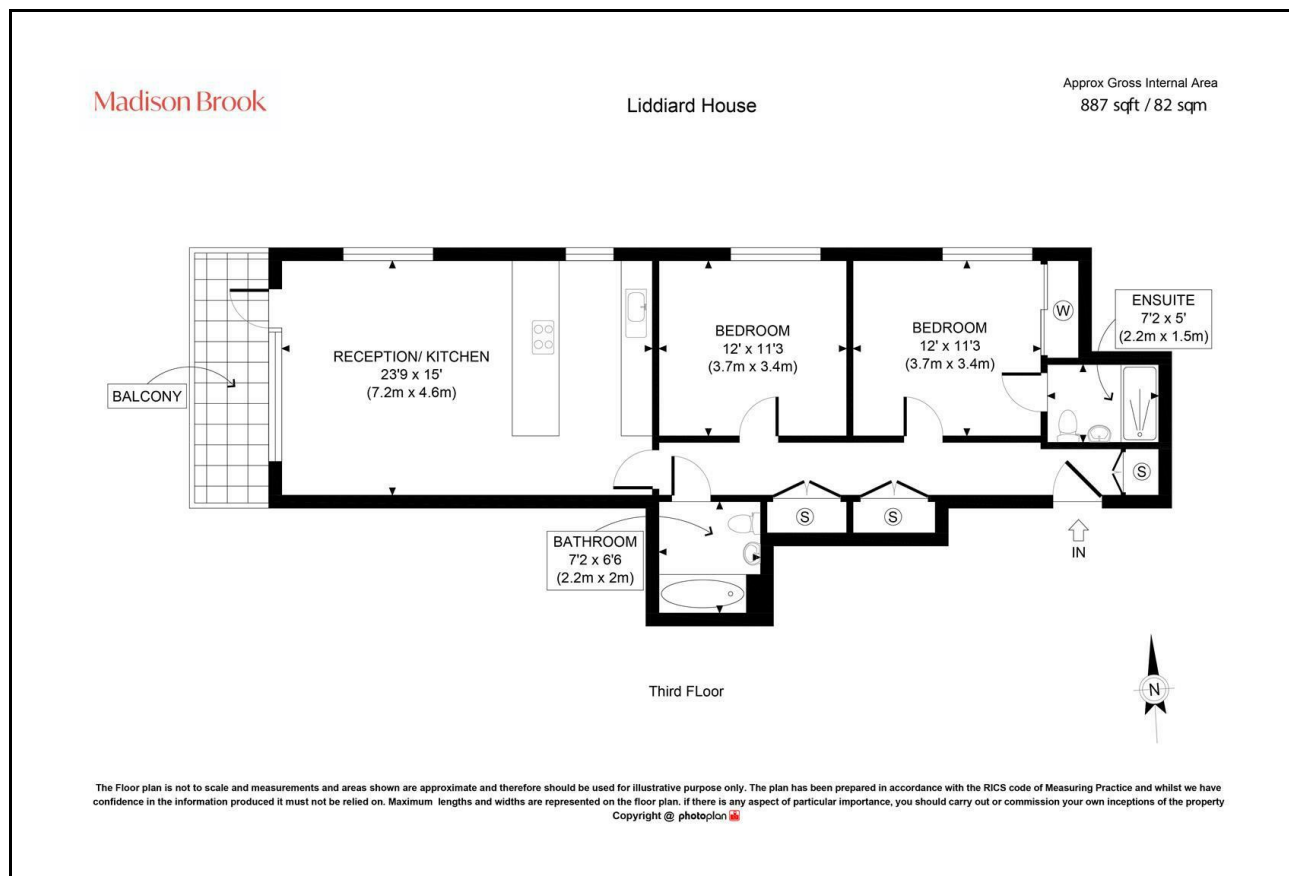 Madison Brook
Liddiard House
Approx Gross Internal Area
887 sqft / 82 sqm
BALCONY
RECEPTION/ KITCHEN
23'9 x 15'
(7.2m x 4.6m)
BEDROOM
12' x 11'3
(3.7m x 3.4m)
BEDROOM
12' x 11'3
(3.7m x 3.4m)
W
ENSUITE
7'2 x 5'
(2.2m x 1.5m)
S
BATHROOM
7'2 x 6'6
(2.2m x 2m)
S
S
IN
Third FLoor
N
The Floor plan is not to scale and measurements and areas shown are approximate and therefore should be used for illustrative purpose only. The plan has been prepared in accordance with the RICS code of Measuring Practice and whilst we have
confidence in the information produced it must not be relied on. Maximum lengths and widths are represented on the floor plan. if there is any aspect of particular importance, you should carry out or commission your own inceptions of the property
Copyright @ photoplan